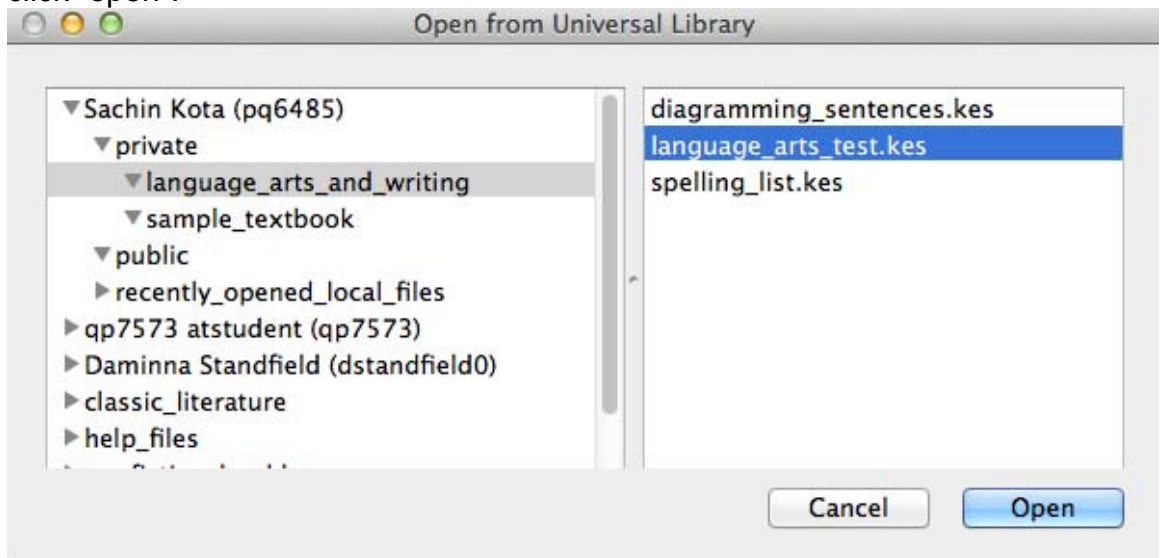 Open from Universal Library
Sachin Kota (pq6485)
private
language_arts_and_writing
sample_textbook
public
recently_opened_local_files
qp7573 atstudent (qp7573)
Daminna Standfield (dstandfield0)
classic_literature
help_files
diagramming_sentences.kes
language_arts_test.kes
spelling_list.kes
Cancel
Open